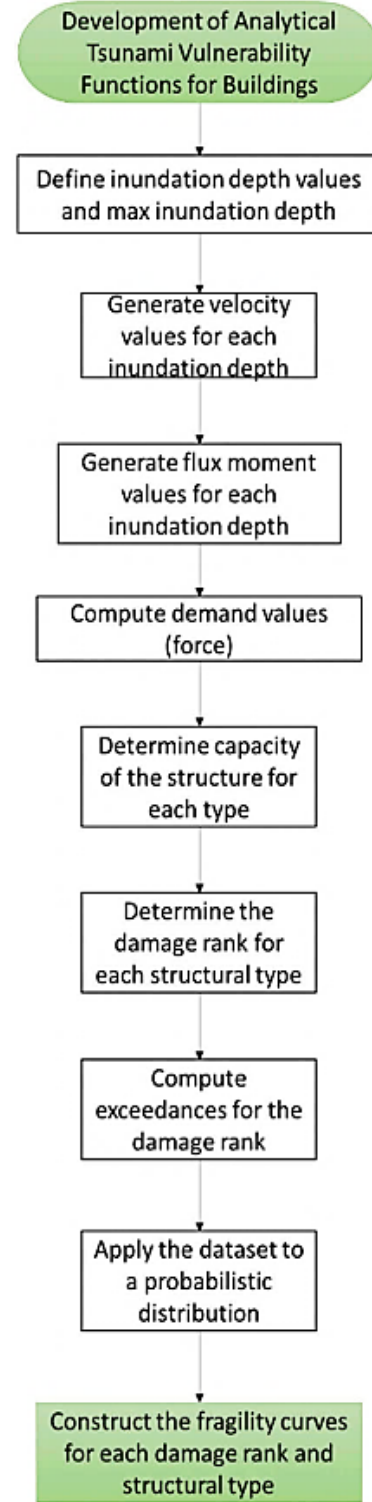 Development of Analytical
Tsunami Vulnerability
Functions for Buildings
Define inundation depth values
and max inundation depth
Generate velocity
values for each
inundation depth
Generate flux moment
values for each
inundation depth
Compute demand values
(force)
Determine capacity
of the structure for
each type
Determine the
damage rank for
each structural type
Compute
exceedances for the
damage rank
Apply the dataset to
a probabilistic
distribution
Construct the fragility curves
for each damage rank and
structural type